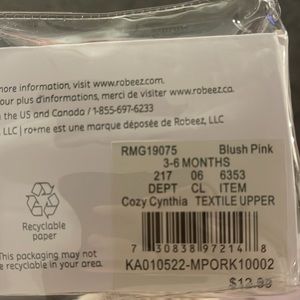 more information, visit www.robeez.com.
our plus d'informations, merci de visiter www.robeez.ca.
the US and Canada / 1-855-697-6233
, LLC | ro+me est une marque déposée de Robeez, LLC
RMG19075 Blush Pink
3-6 MONTHS
217 06 6353
DEPT CL ITEM
Cozy Cynthia TEXTILE UPPER
Recyclable
paper
This packaging may not
be recyclable in your area.
7 30838 97214 8
KA010522-MPORK10002